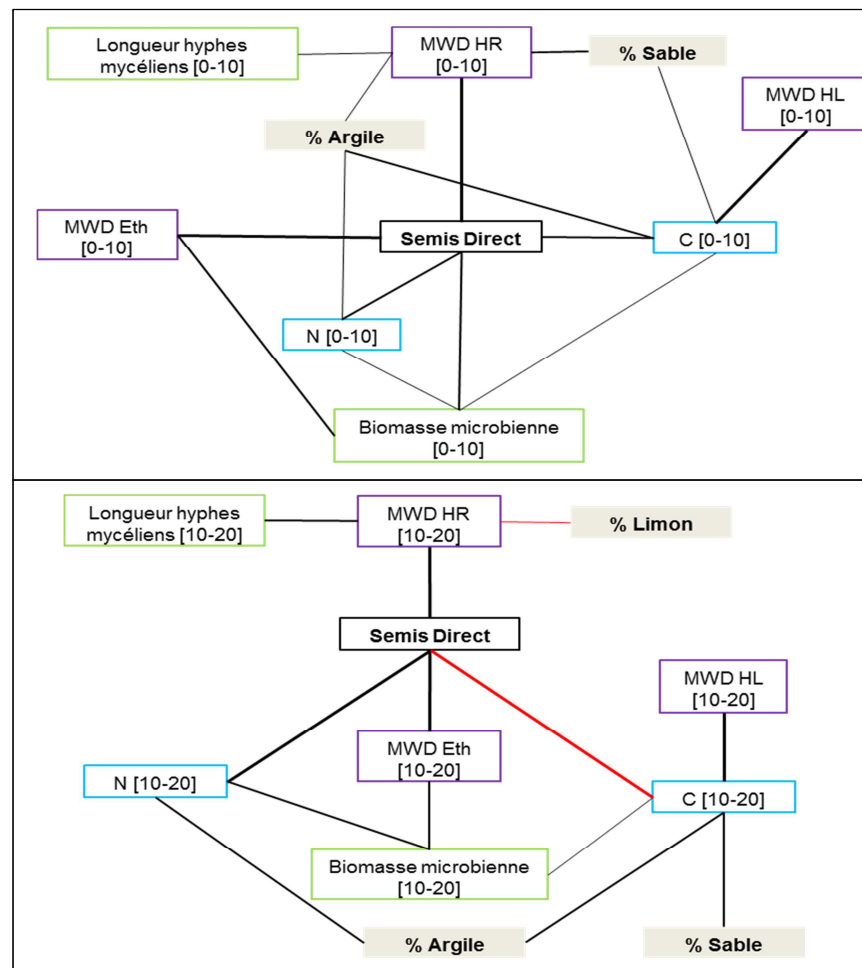 Longueur hyphes
mycéliens [0-10]
MWD HR
[0-10]
% Sable
MWD HL
[0-10]
% Argile
MWD Eth
[0-10]
Semis Direct
C [0-10]
N [0-10]
Biomasse microbienne
[0-10]
Longueur hyphes
mycéliens [10-20]
MWD HR
[10-20]
% Limon
Semis Direct
MWD HL
[10-20]
MWD Eth
[10-20]
N [10-20]
C [10-20]
Biomasse microbienne
[10-20]
% Argile
% Sable